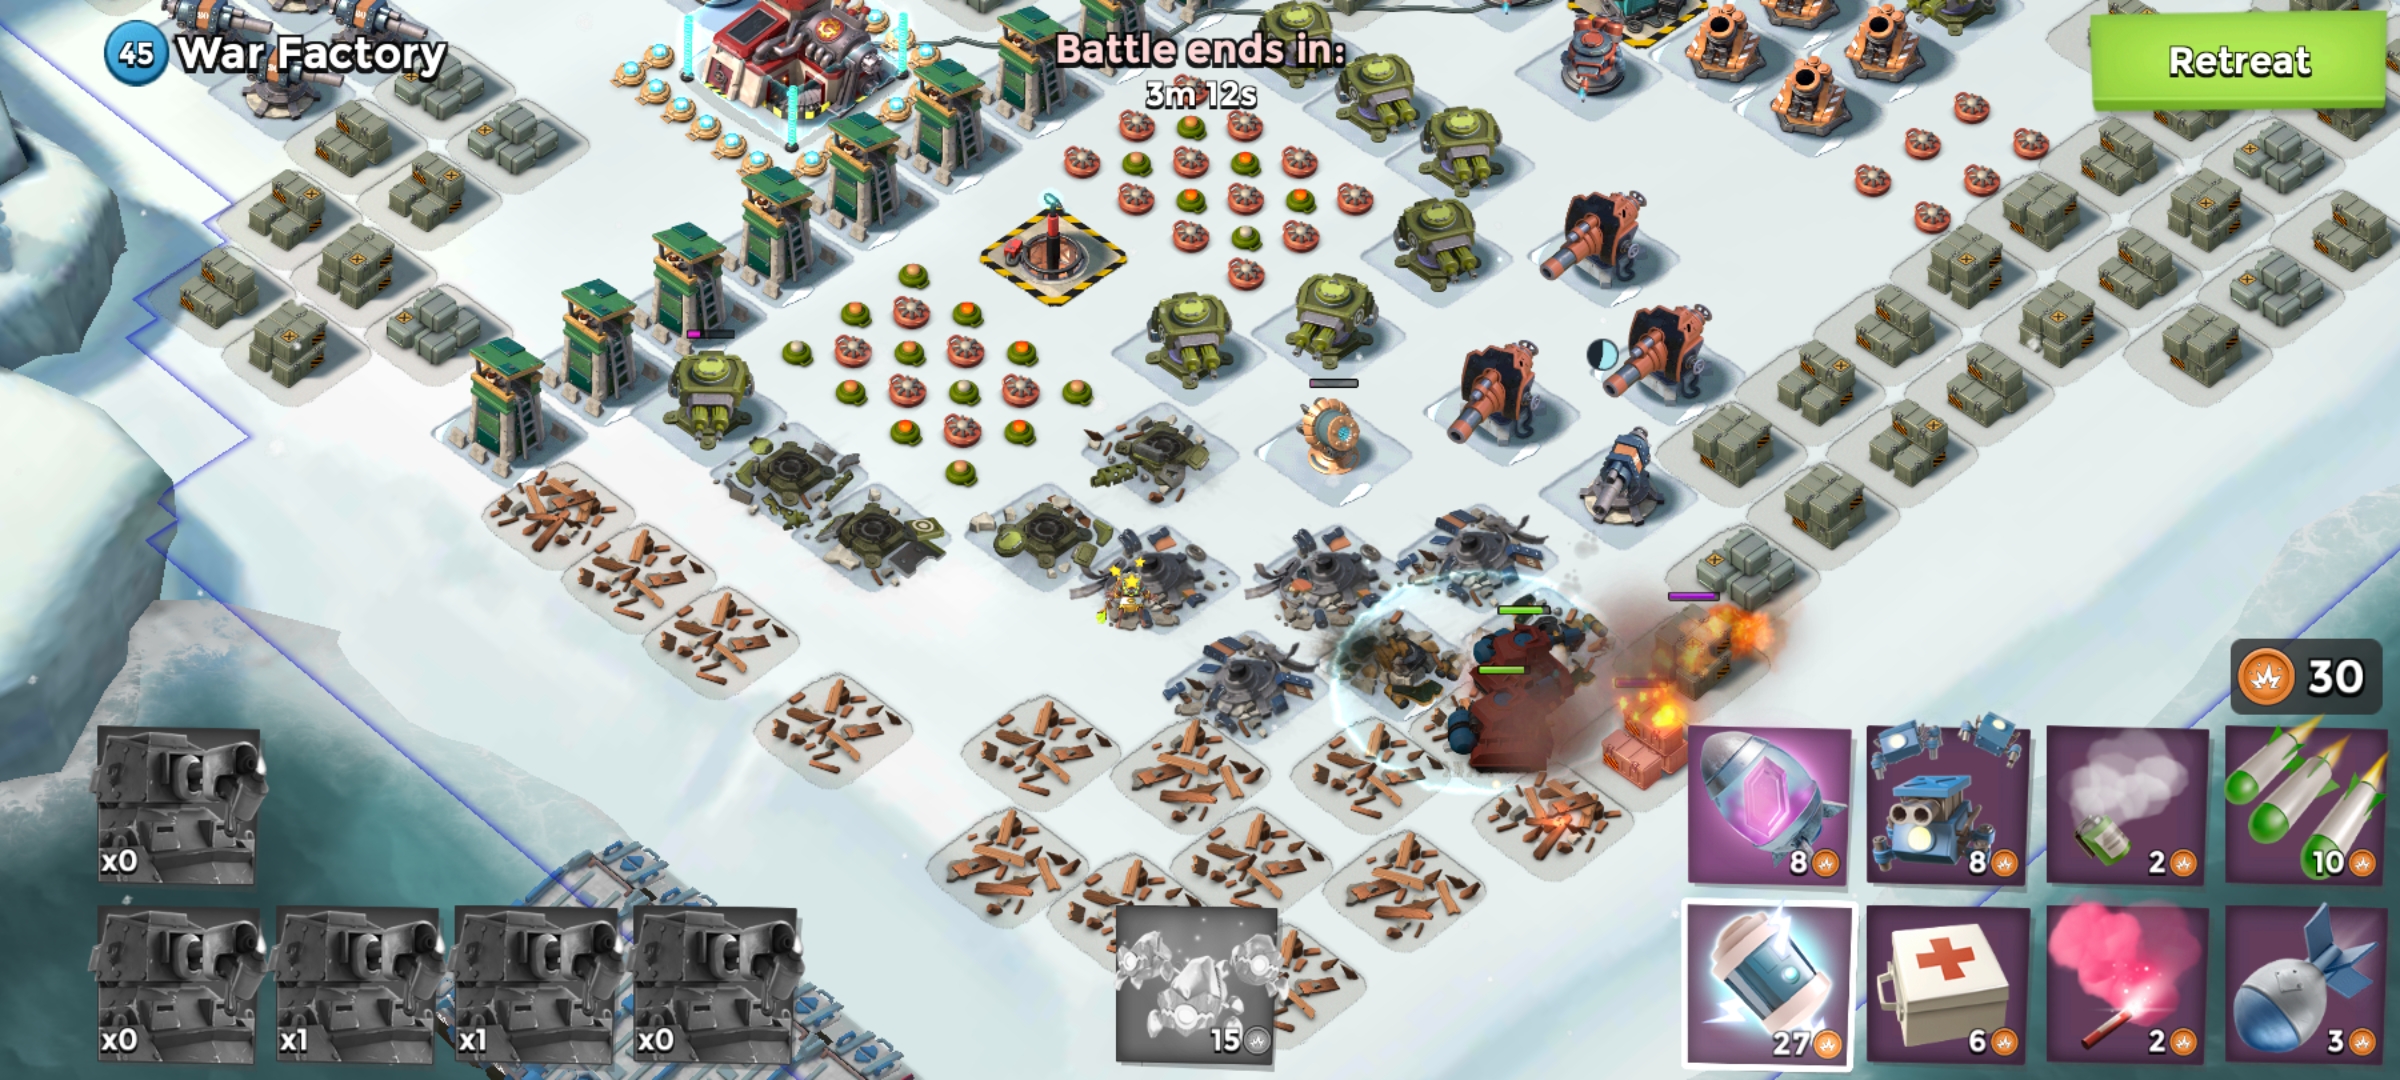 45 War Factory
Battle ends in:
3m 12s
Retreat
30
x0
8
8
2
10
x0
x1
x1
x0
15
27
6
2
3